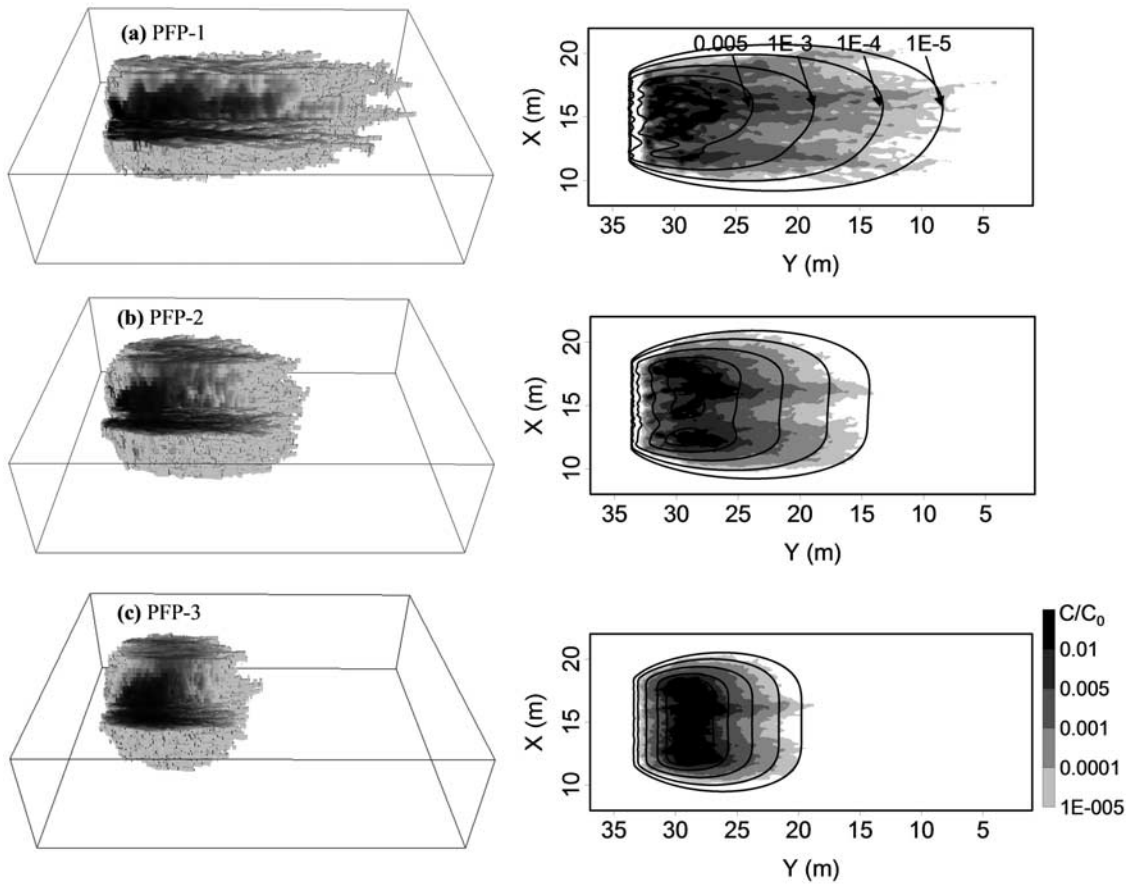 (a) PFP-1
0.005 1E-3 1E-4 1E-5
20
15
10
X (m)
35 30 25 20 15 10 5
Y (m)
(b) PFP-2
20
15
10
X (m)
35 30 25 20 15 10 5
Y (m)
(c) PFP-3
20
15
10
X (m)
35 30 25 20 15 10 5
Y (m)
C/C₀
0.01
0.005
0.001
0.0001
1E-005